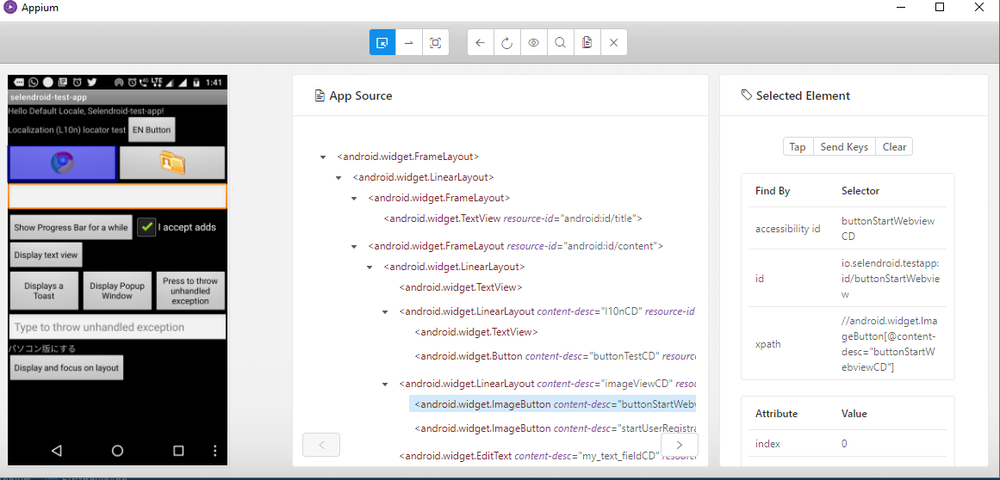 Appium
1:41
LTE
selendroid-test-app
Hello Default Locale, Selendroid-test-app!
Localization (L10n) locator test EN Button
Show Progress Bar for a while I accept adds
Display text view
Displays a Toast
Display Popup Window
Press to throw unhandled exception
Type to throw unhandled exception
パソコン版にする
Display and focus on layout
App Source
<android.widget.FrameLayout>
<android.widget.LinearLayout>
<android.widget.FrameLayout>
<android.widget.TextView resource-id="android:id/title">
<android.widget.FrameLayout resource-id="android:id/content">
<android.widget.LinearLayout>
<android.widget.TextView>
<android.widget.LinearLayout content-desc="l10nCD" resource-id
<android.widget.TextView>
<android.widget.Button content-desc="buttonTestCD" resourc
<android.widget.LinearLayout content-desc="imageViewCD" resou
<android.widget.ImageButton content-desc="buttonStartWebv
<android.widget.ImageButton content-desc="startUserRegistra
<android.widget.EditText content-desc="my_text_fieldCD" resourc
Selected Element
Tap Send Keys Clear
Find By Selector
accessibility id buttonStartWebview
CD
id io.selendroid.testapp:
id/buttonStartWebvie
w
xpath //android.widget.Ima
geButton[@content-
desc="buttonStartW
ebviewCD"]
Attribute Value
index 0